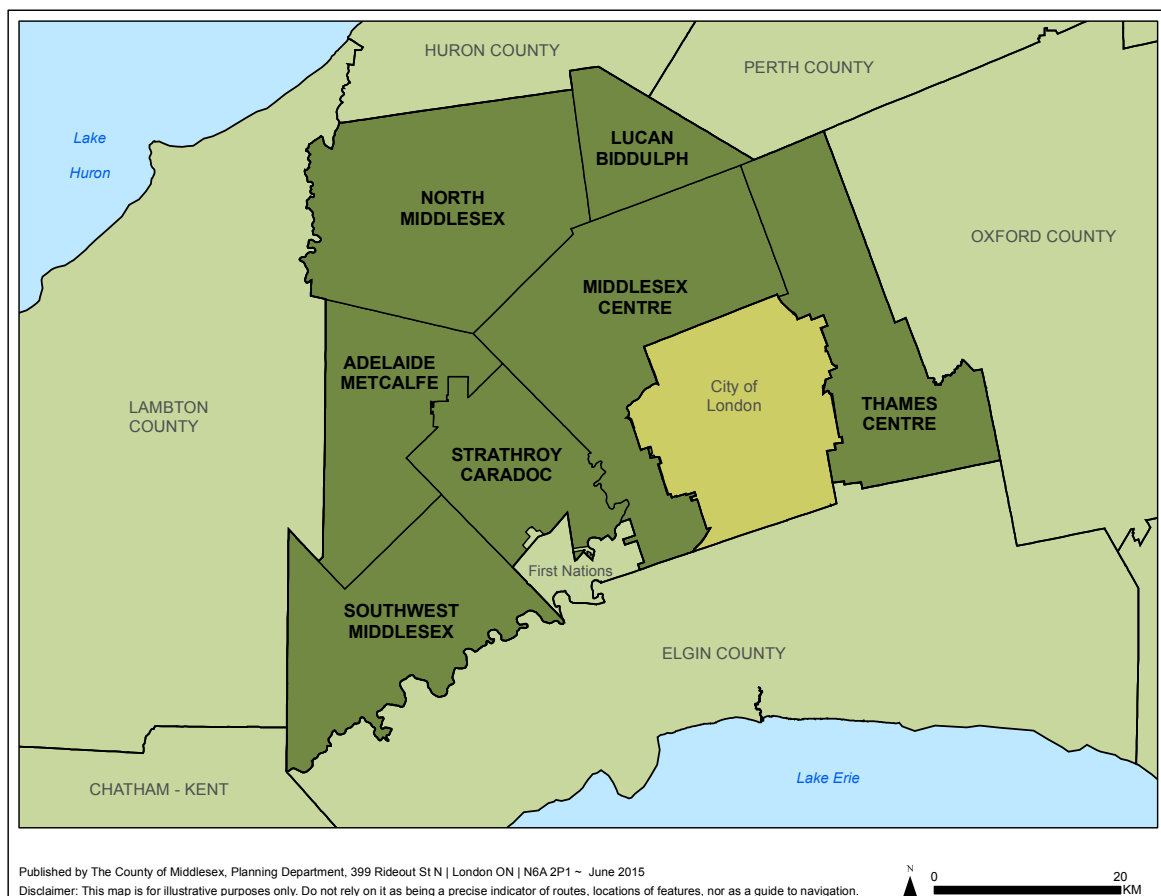 HURON COUNTY
PERTH COUNTY
Lake
Huron
LUCAN
BIDDULPH
NORTH
MIDDLESEX
OXFORD COUNTY
MIDDLESEX
CENTRE
ADELAIDE
METCALFE
City of
London
LAMBTON
COUNTY
THAMES
CENTRE
STRATHROY
CARADOC
First Nations
SOUTHWEST
MIDDLESEX
ELGIN COUNTY
Lake Erie
CHATHAM - KENT
Published by The County of Middlesex, Planning Department, 399 Rideout St N | London ON | N6A 2P1 ~ June 2015
Disclaimer: This map is for illustrative purposes only. Do not rely on it as being a precise indicator of routes, locations of features, nor as a guide to navigation.
N
0 20
KM